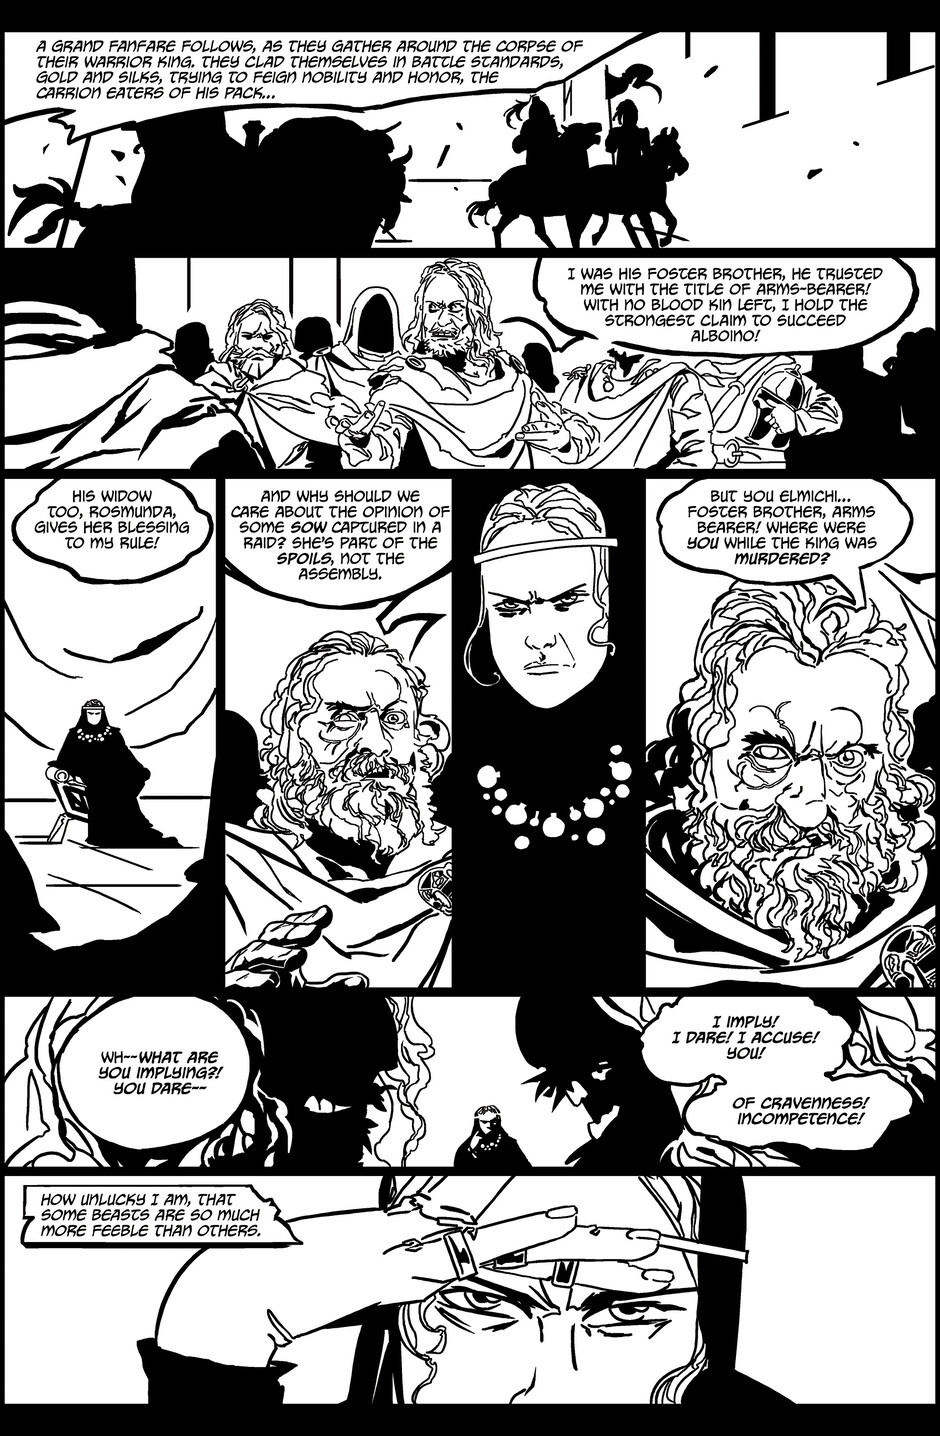 A GRAND FANFARE FOLLOWS, AS THEY GATHER AROUND THE CORPSE OF
THEIR WARRIOR KING. THEY CLAD THEMSELVES IN BATTLE STANDARDS,
GOLD AND SILKS, TRYING TO FEIGN NOBILITY AND HONOR, THE
CARRION EATERS OF HIS PACK...
I WAS HIS FOSTER BROTHER, HE TRUSTED
ME WITH THE TITLE OF ARMS-BEARER!
WITH NO BLOOD KIN LEFT, I HOLD THE
STRONGEST CLAIM TO SUCCEED
ALBOINO!
HIS WIDOW
TOO, ROSMUNDA,
GIVES HER BLESSING
TO MY RULE!
AND WHY SHOULD WE
CARE ABOUT THE OPINION OF
SOME SOW CAPTURED IN A
RAID? SHE'S PART OF THE
SPOILS, NOT THE
ASSEMBLY.
BUT YOU ELMICHI...
FOSTER BROTHER, ARMS
BEARER! WHERE WERE
YOU WHILE THE KING WAS
MURDERED?
WH--WHAT ARE
YOU IMPLYING?!
YOU DARE--
I IMPLY!
I DARE! I ACCUSE!
YOU!
OF CRAVENNESS!
INCOMPETENCE!
HOW UNLUCKY I AM, THAT
SOME BEASTS ARE SO MUCH
MORE FEEBLE THAN OTHERS.